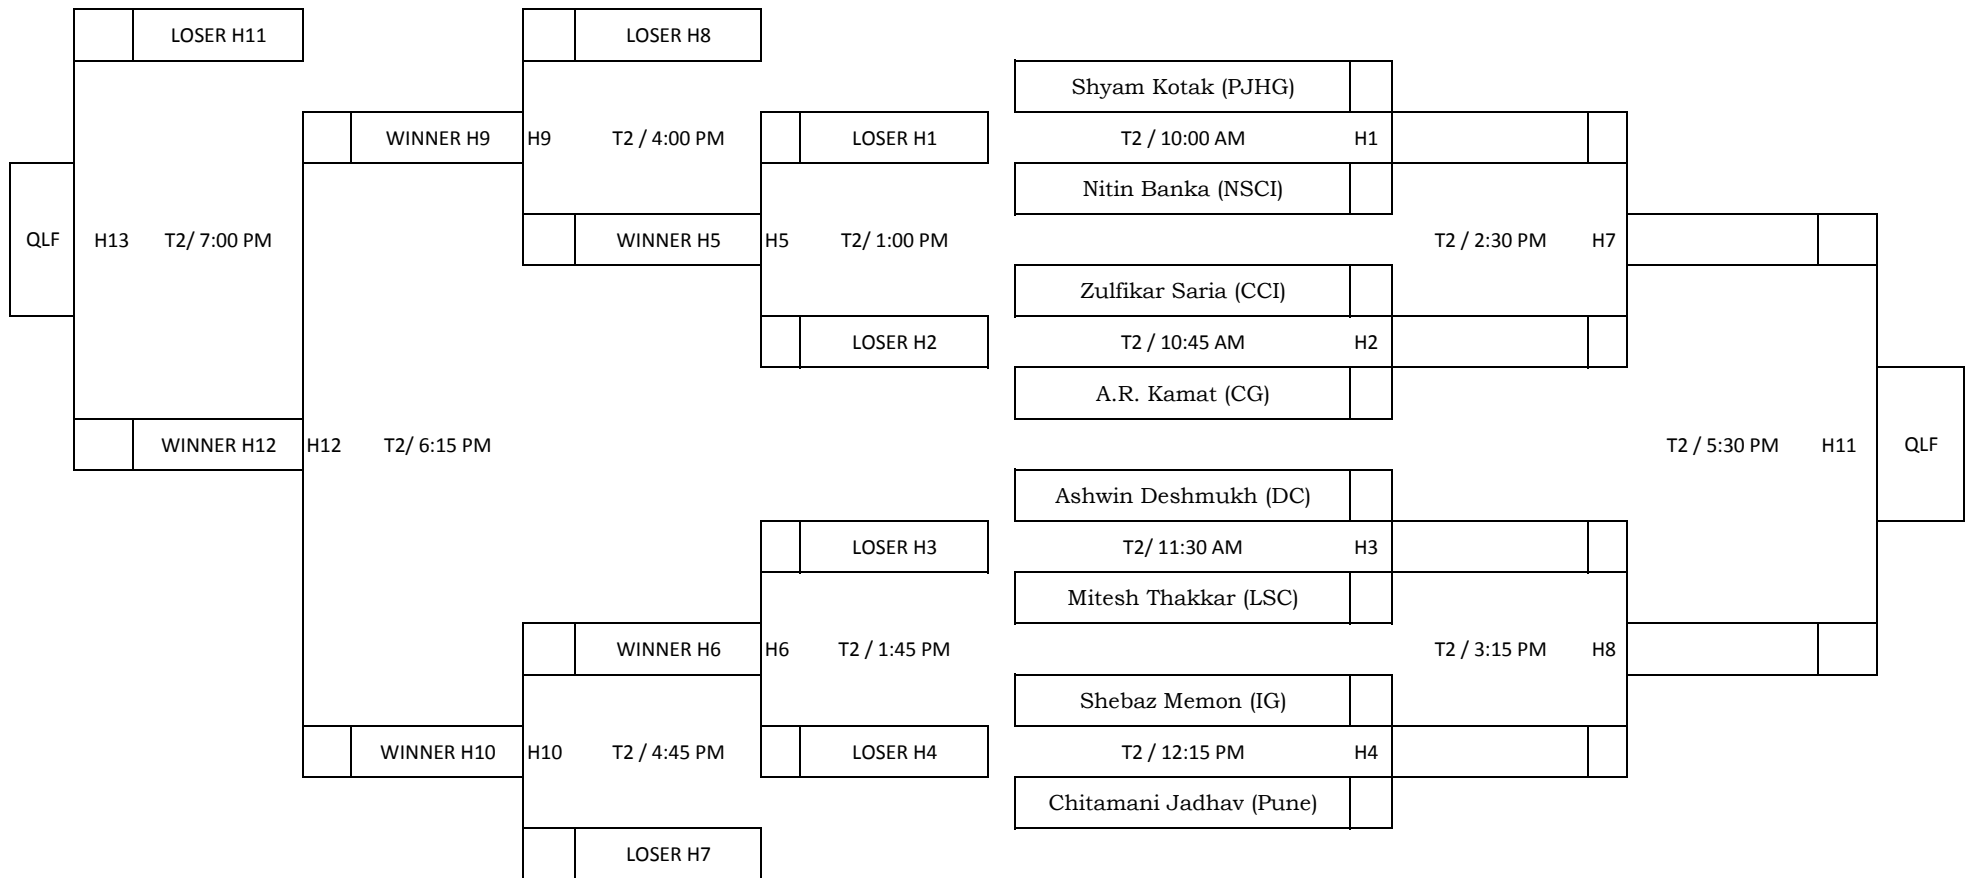 LOSER H11 LOSER H8
Shyam Kotak (PJHG)
WINNER H9 H9 T2 / 4:00 PM LOSER H1 T2 / 10:00 AM H1
Nitin Banka (NSCI)
QLF H13 T2/ 7:00 PM WINNER H5 H5 T2/ 1:00 PM T2 / 2:30 PM H7
Zulfikar Saria (CCI)
LOSER H2 T2 / 10:45 AM H2
A.R. Kamat (CG)
WINNER H12 H12 T2/ 6:15 PM T2 / 5:30 PM H11 QLF
Ashwin Deshmukh (DC)
LOSER H3 T2/ 11:30 AM H3
Mitesh Thakkar (LSC)
WINNER H6 H6 T2 / 1:45 PM T2 / 3:15 PM H8
Shebaz Memon (IG)
WINNER H10 H10 T2 / 4:45 PM LOSER H4 T2 / 12:15 PM H4
Chitamani Jadhav (Pune)
LOSER H7